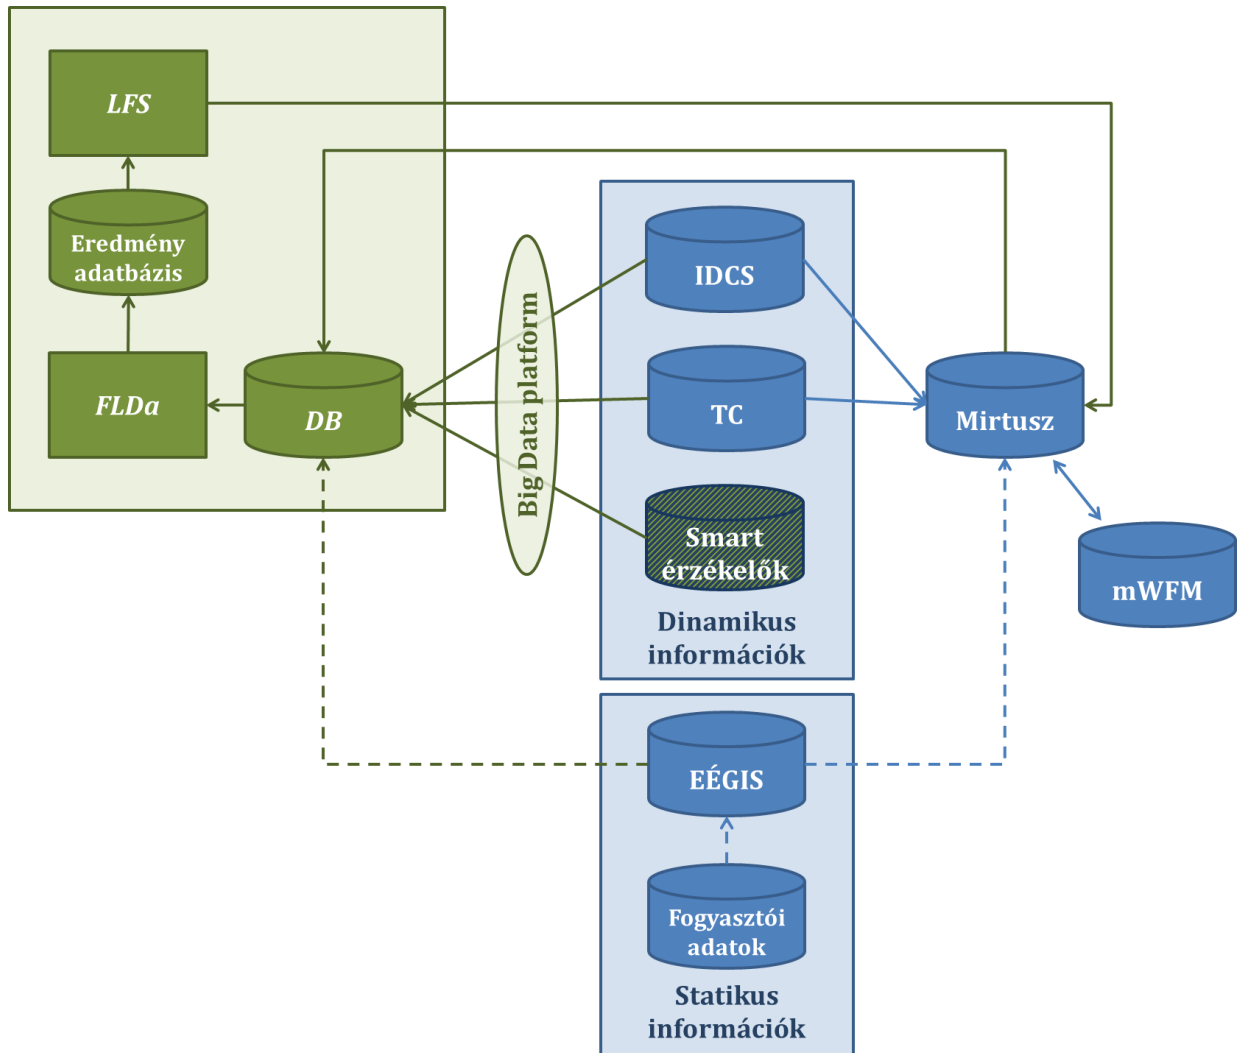 LFS
Eredmény
adatbázis
FLDa
DB
Big Data platform
IDCS
TC
Smart
érzékelők
Dinamikus
információk
Mirtusz
mWFM
EÉGIS
Fogyasztói
adatok
Statikus
információk